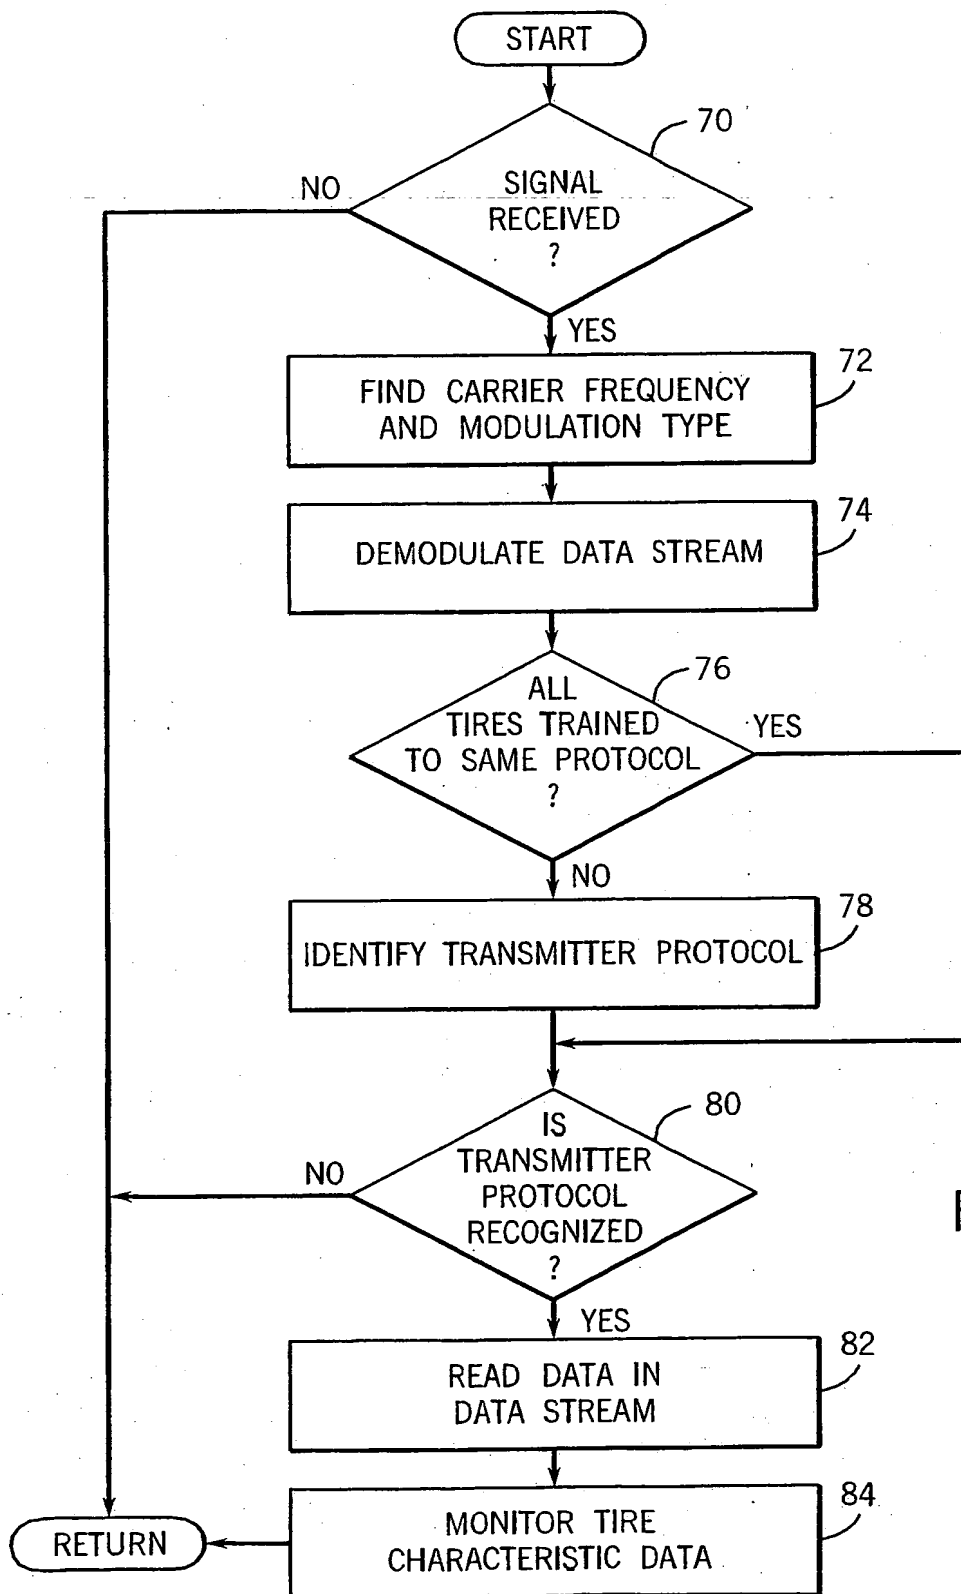 START
70
SIGNAL
RECEIVED
?
NO
YES
72
FIND CARRIER FREQUENCY
AND MODULATION TYPE
74
DEMODULATE DATA STREAM
76
ALL
TIRES TRAINED
TO SAME PROTOCOL
?
YES
NO
78
IDENTIFY TRANSMITTER PROTOCOL
80
IS
TRANSMITTER
PROTOCOL
RECOGNIZED
?
NO
YES
82
READ DATA IN
DATA STREAM
84
MONITOR TIRE
CHARACTERISTIC DATA
RETURN